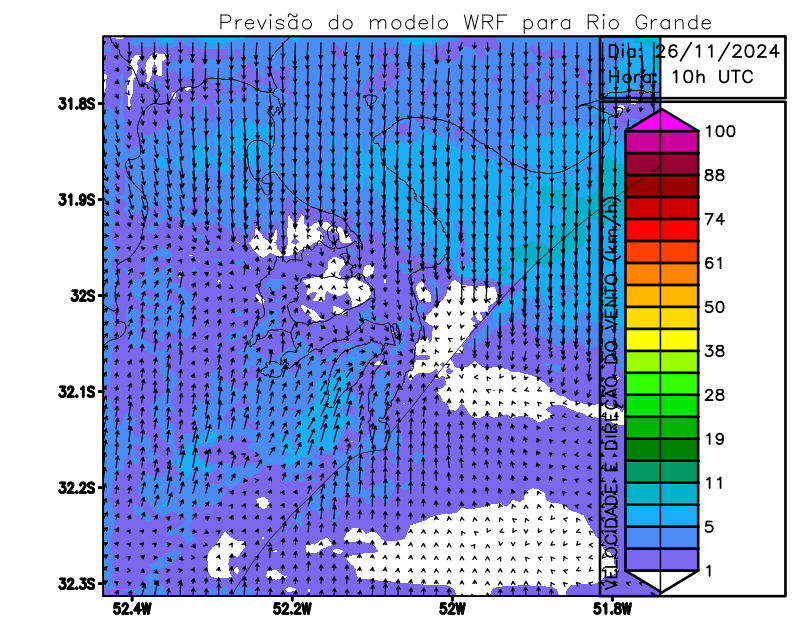 Previsão do modelo WRF para Rio Grande
Dia: 26/11/2024
Hora: 10h UTC
31.8S
31.9S
32S
32.1S
32.2S
32.3S
52.4W
52.2W
52W
51.8W
VELOCIDADE E DIREÇÃO DO VENTO (km/h)
100
88
74
61
50
38
28
19
11
5
1